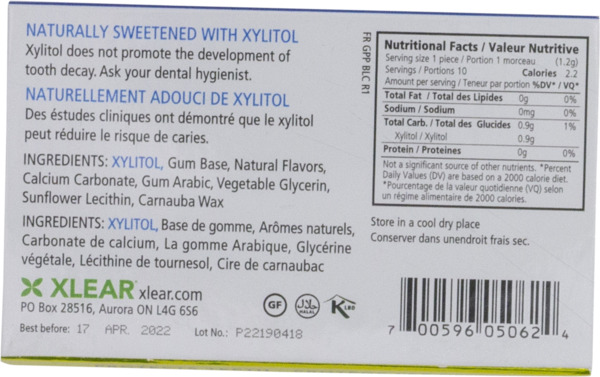 NATURALLY SWEETENED WITH XYLITOL
Xylitol does not promote the development of
tooth decay. Ask your dental hygienist.
NATURELLEMENT ADOUCI DE XYLITOL
Des éstudes cliniques ont démontré que le xylitol
peut réduire le risque de caries.
INGREDIENTS: XYLITOL, Gum Base, Natural Flavors,
Calcium Carbonate, Gum Arabic, Vegetable Glycerin,
Sunflower Lecithin, Carnauba Wax
INGREDIENTS: XYLITOL, Base de gomme, Arômes naturels,
Carbonate de calcium, La gomme Arabique, Glycérine
végétale, Lécithine de tournesol, Cire de carnaubac
XLEAR® xlear.com
PO Box 28516, Aurora ON L4G 6S6
Best before: 17 APR. 2022 Lot No.: P22190418
FR GPP BLC R1
Nutritional Facts / Valeur Nutritive
Serving size 1 piece / Portion 1 morceau (1.2g)
Servings / Portions 10 Calories 2.2
Amount per serving / Teneur par portion %DV* / VQ*
Total Fat / Total des Lipides 0g 0%
Sodium / Sodium 0mg 0%
Total Carb. / Total des Glucides 0.9g 1%
Xylitol / Xylitol 0.9g
Protein / Proteines 0g 0%
Not a significant source of other nutrients. *Percent
Daily Values (DV) are based on a 2000 calorie diet.
*Pourcentage de la valeur quotidienne (VQ) selon
un régime alimentaire de 2000 calories.
Store in a cool dry place
Conserver dans unendroit frais sec.
GF حلال HALAL K LBD
7 00596 05062 4